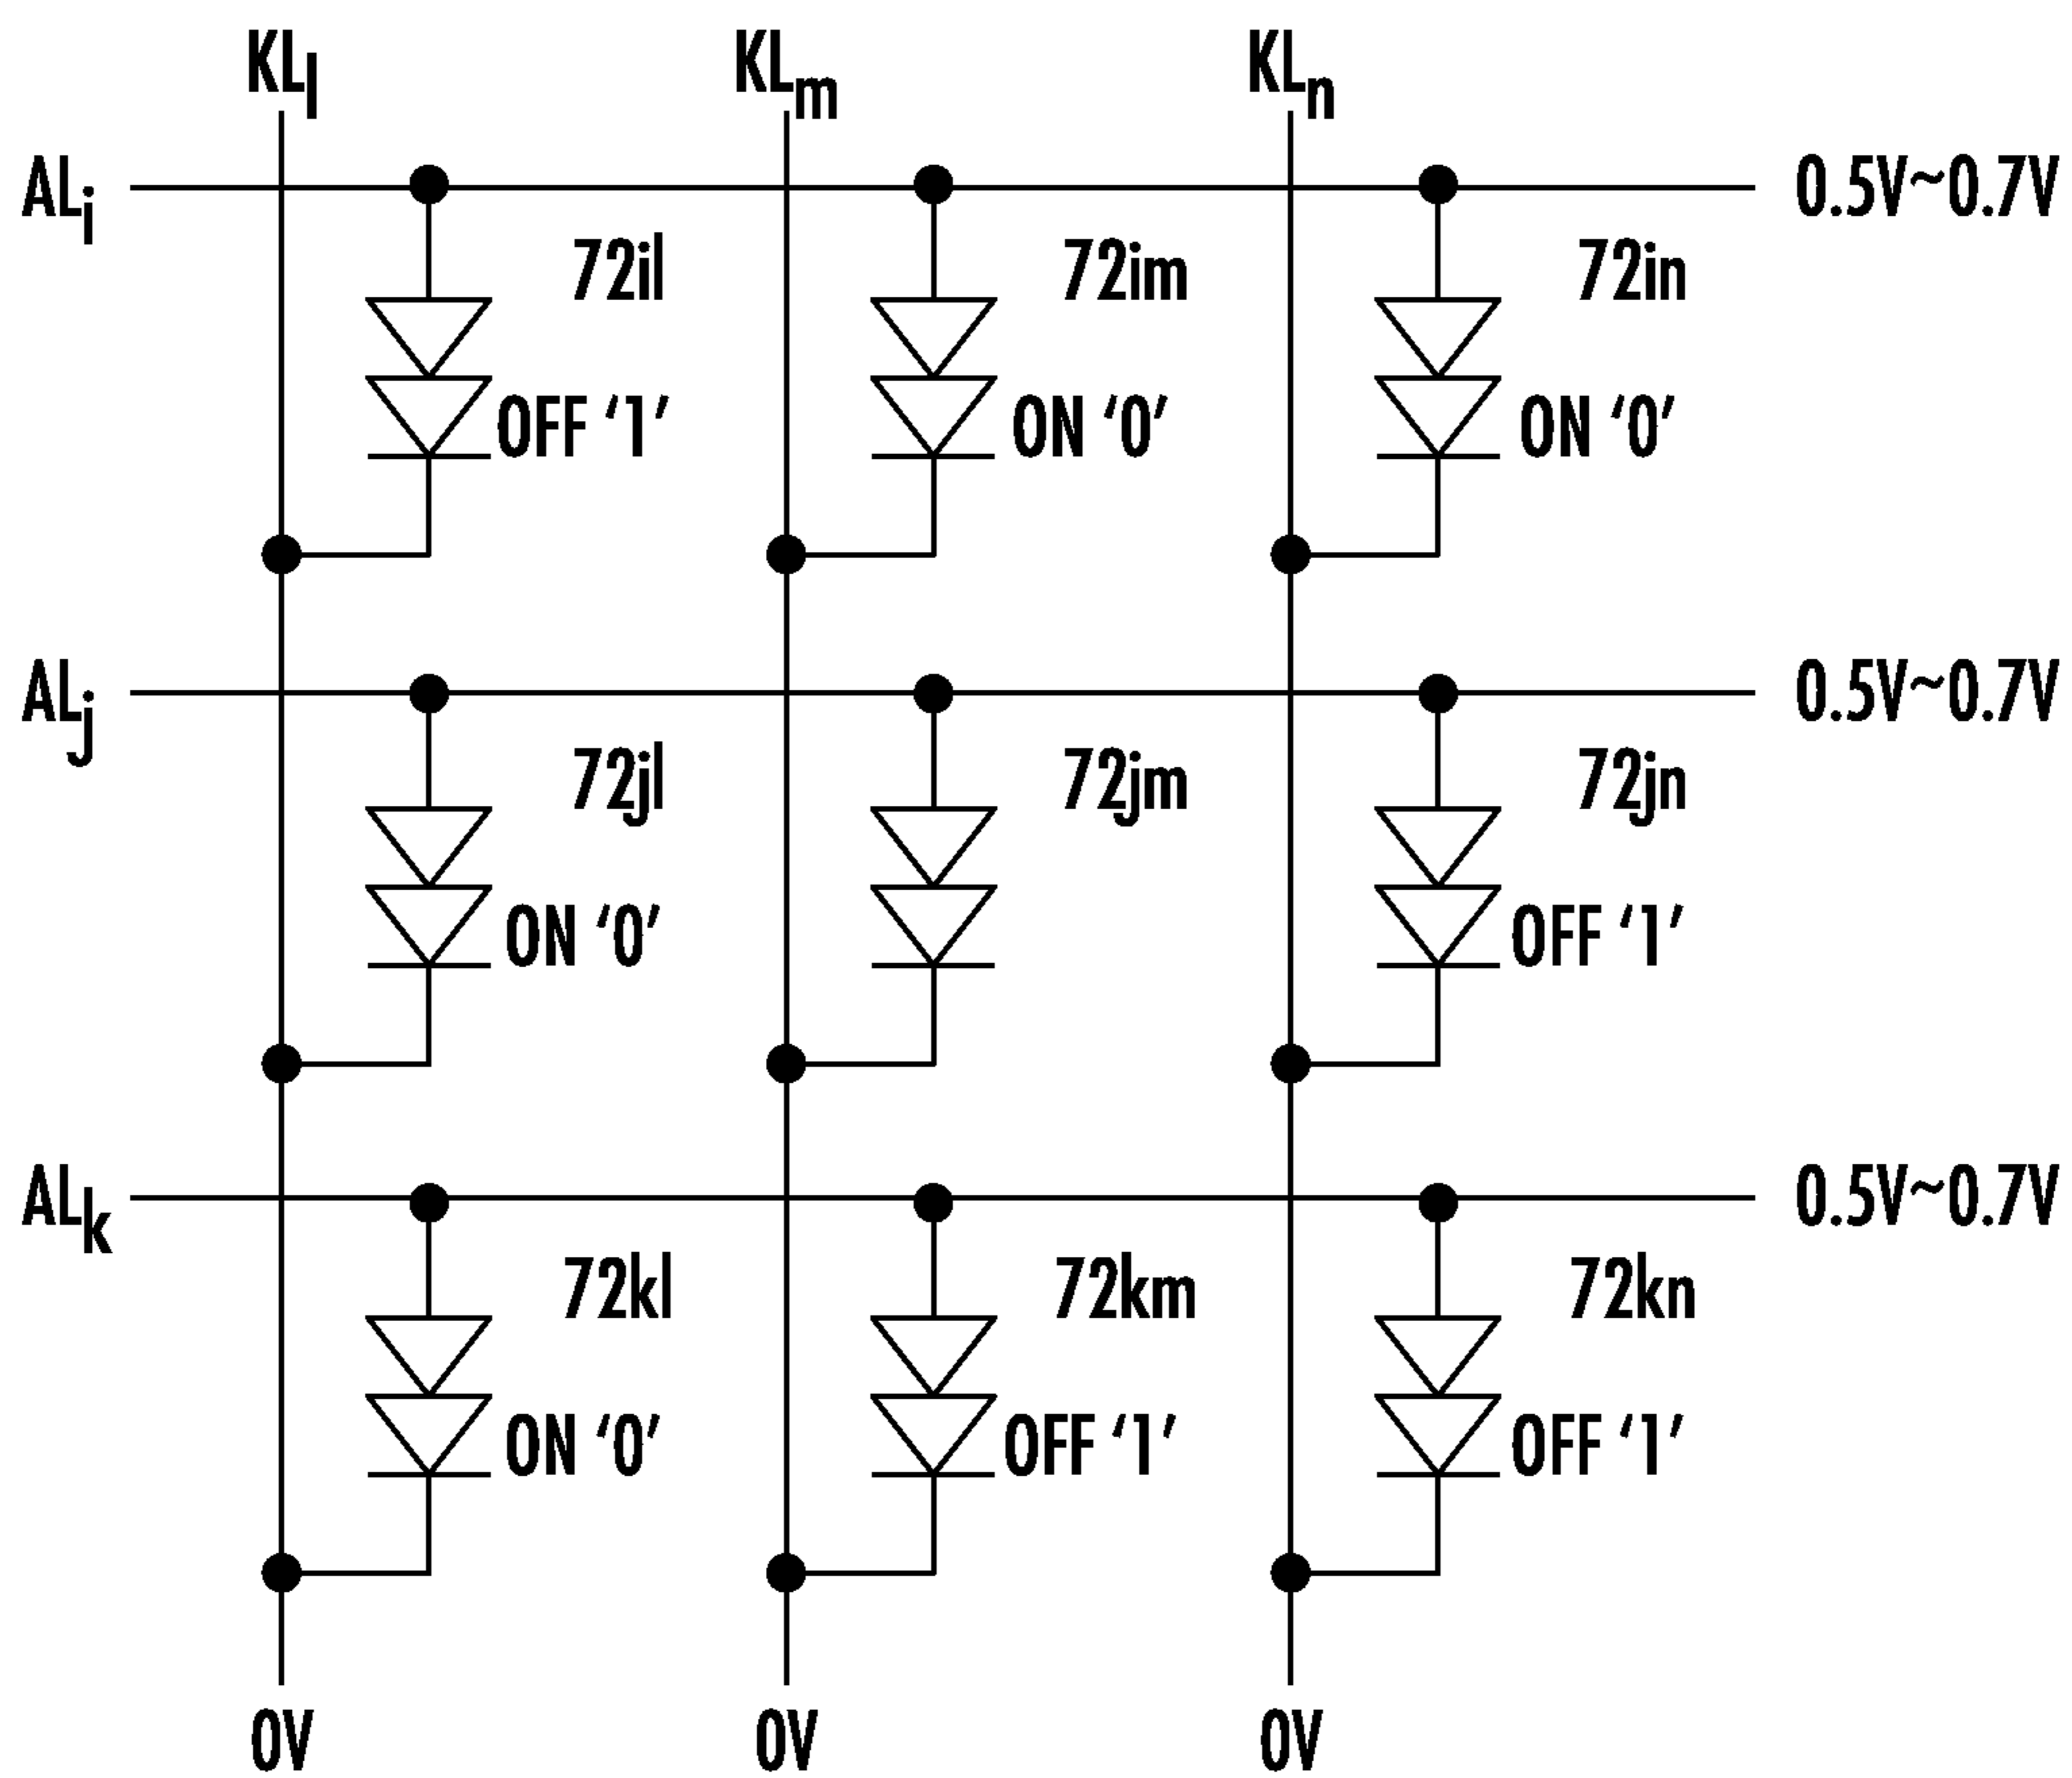 KLl KLm KLn
ALi 0.5V~0.7V
72il 72im 72in
OFF ‘1’ ON ‘0’ ON ‘0’
ALj 0.5V~0.7V
72jl 72jm 72jn
ON ‘0’ OFF ‘1’
ALk 0.5V~0.7V
72kl 72km 72kn
ON ‘0’ OFF ‘1’ OFF ‘1’
0V 0V 0V